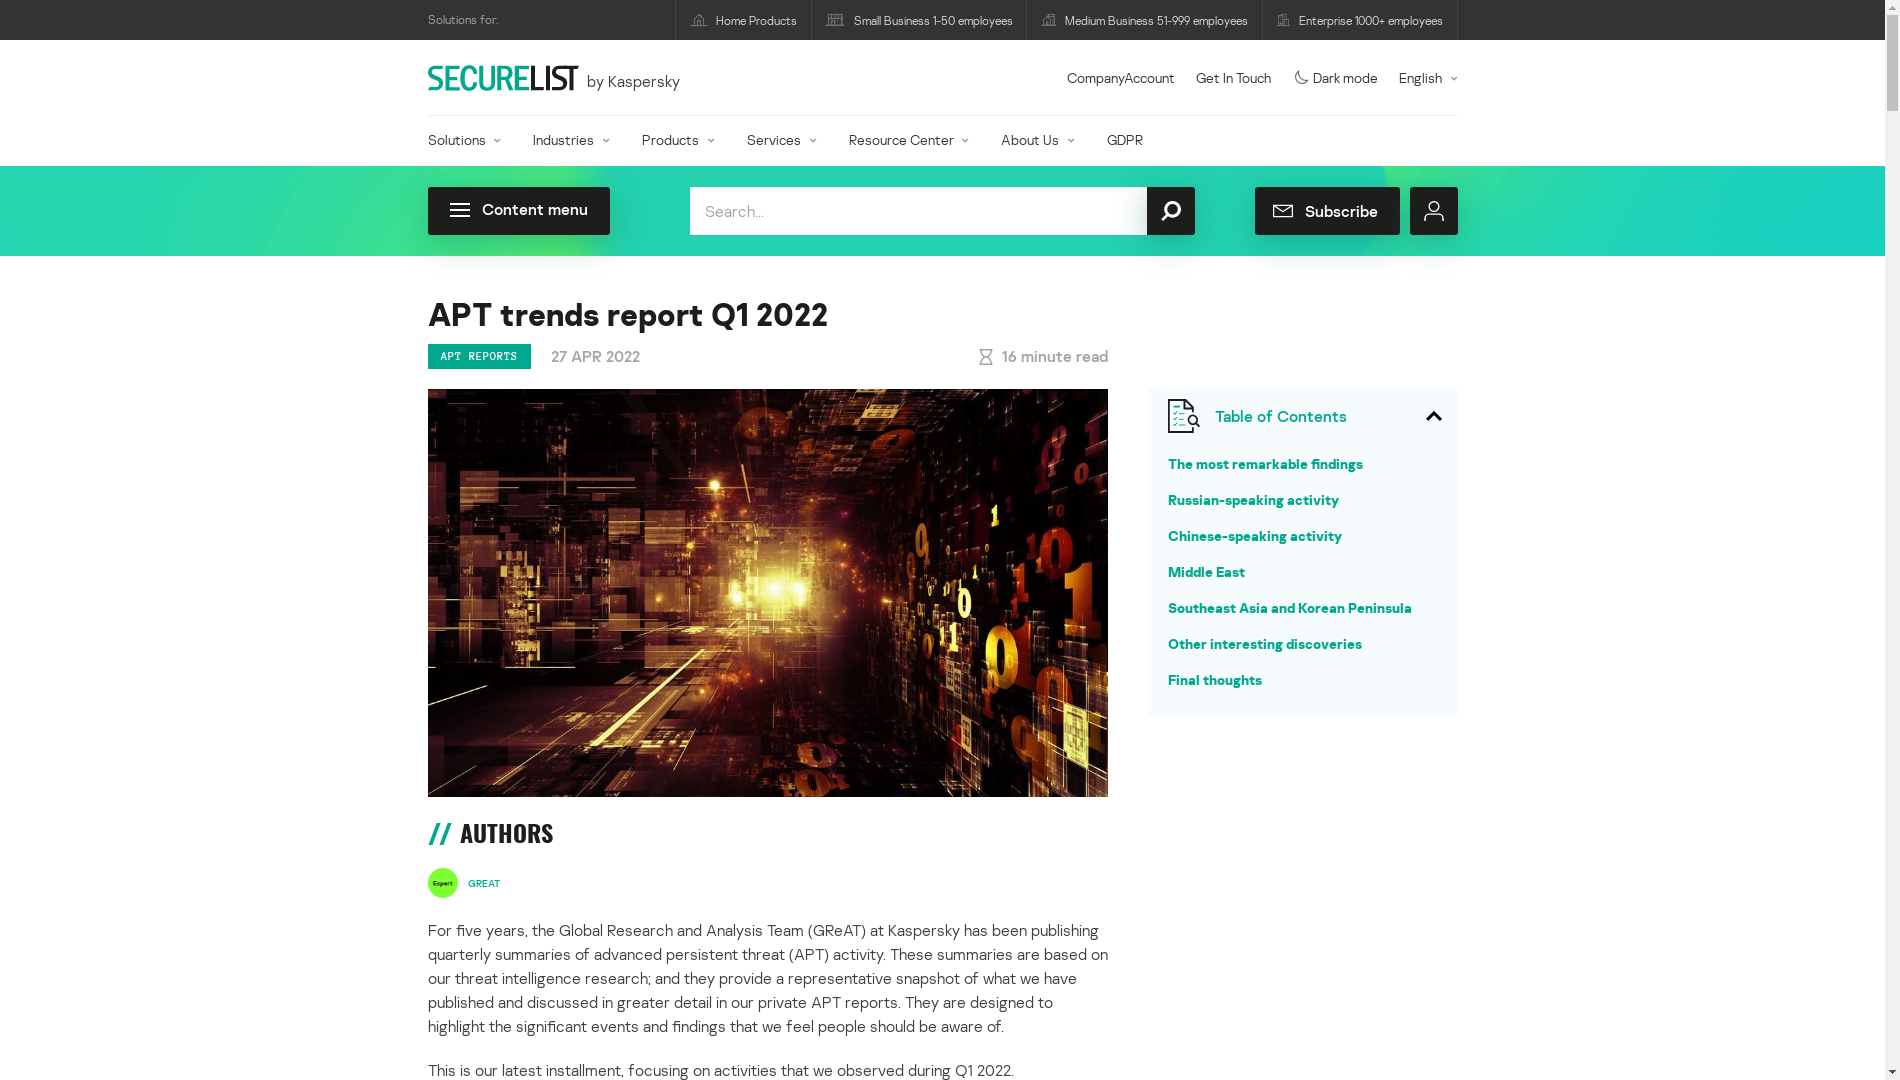 Solutions for:
Home Products
Small Business 1-50 employees
Medium Business 51-999 employees
Enterprise 1000+ employees
SECURELIST by Kaspersky
CompanyAccount
Get In Touch
Dark mode
English
Solutions
Industries
Products
Services
Resource Center
About Us
GDPR
Content menu
Search...
Subscribe
APT trends report Q1 2022
APT REPORTS
27 APR 2022
16 minute read
Table of Contents
The most remarkable findings
Russian-speaking activity
Chinese-speaking activity
Middle East
Southeast Asia and Korean Peninsula
Other interesting discoveries
Final thoughts
// AUTHORS
Expert
GREAT
For five years, the Global Research and Analysis Team (GReAT) at Kaspersky has been publishing
quarterly summaries of advanced persistent threat (APT) activity. These summaries are based on
our threat intelligence research; and they provide a representative snapshot of what we have
published and discussed in greater detail in our private APT reports. They are designed to
highlight the significant events and findings that we feel people should be aware of.
This is our latest installment, focusing on activities that we observed during Q1 2022.